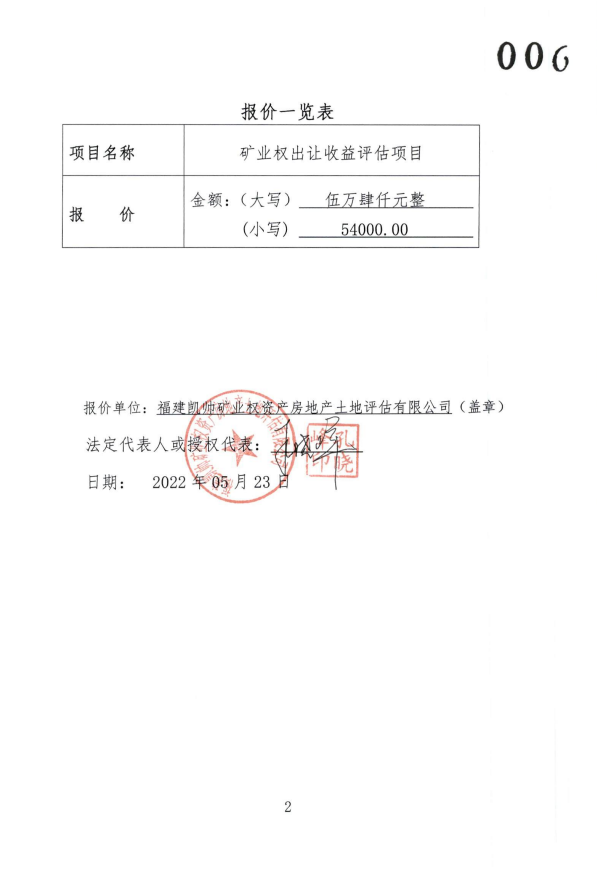 006
报价一览表
项目名称 矿业权出让收益评估项目
报 价 金额：（大写） 伍万肆仟元整
（小写） 54000.00
报价单位：福建凯帅矿业权资产房地产土地评估有限公司（盖章）
法定代表人或授权代表：
孔晓峰印
日期： 2022 年 05 月 23 日
2